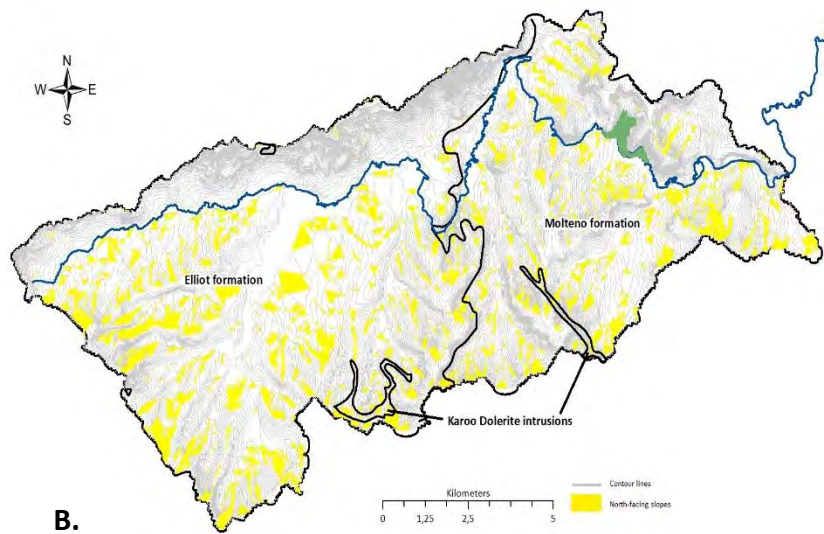 N
W E
S
Molteno formation
Elliot formation
Karoo Dolerite intrusions
Kilometers
0 1,25 2,5 5
Contour lines
North-facing slopes
B.